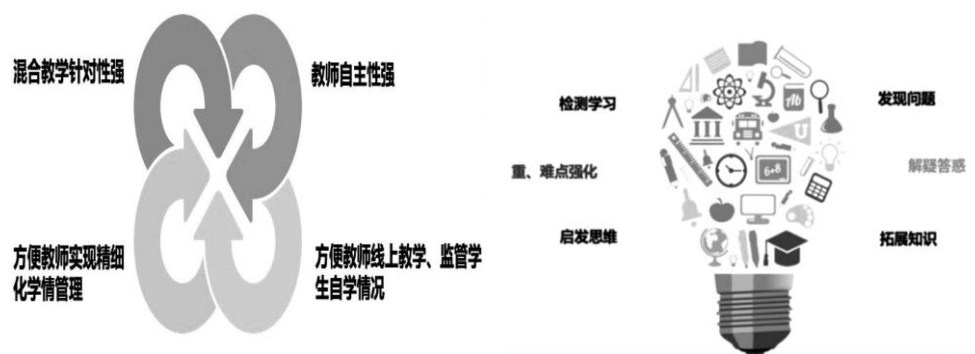 混合教学针对性强
教师自主性强
方便教师实现精细
化学情管理
方便教师线上教学、监管学
生自学情况
检测学习
发现问题
重、难点强化
解疑答惑
启发思维
拓展知识
Ab
U
6+8